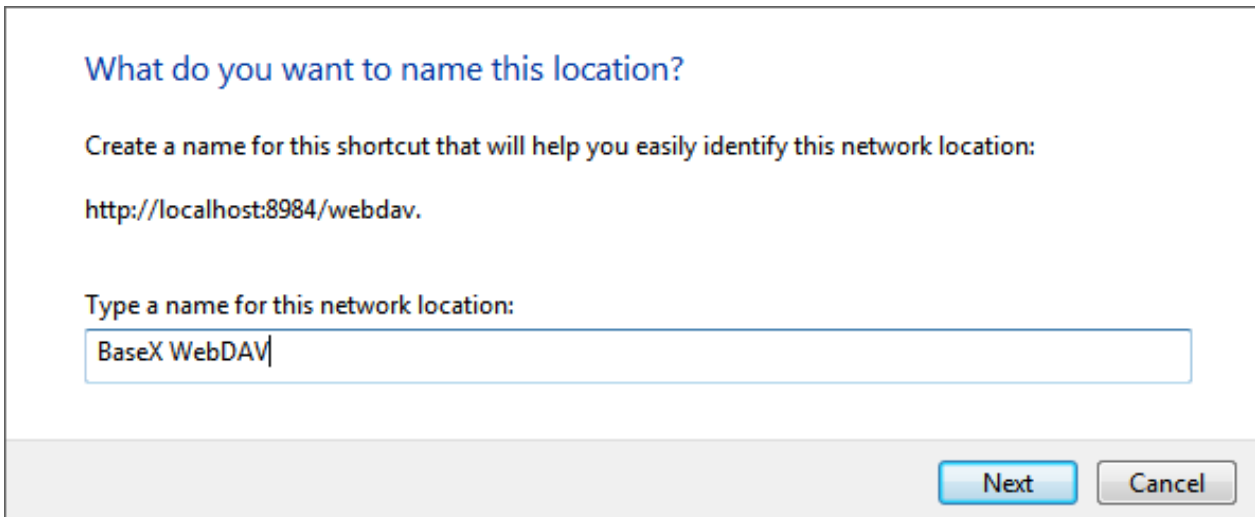 What do you want to name this location?
Create a name for this shortcut that will help you easily identify this network location:
http://localhost:8984/webdav.
Type a name for this network location:
BaseX WebDAV
Next
Cancel